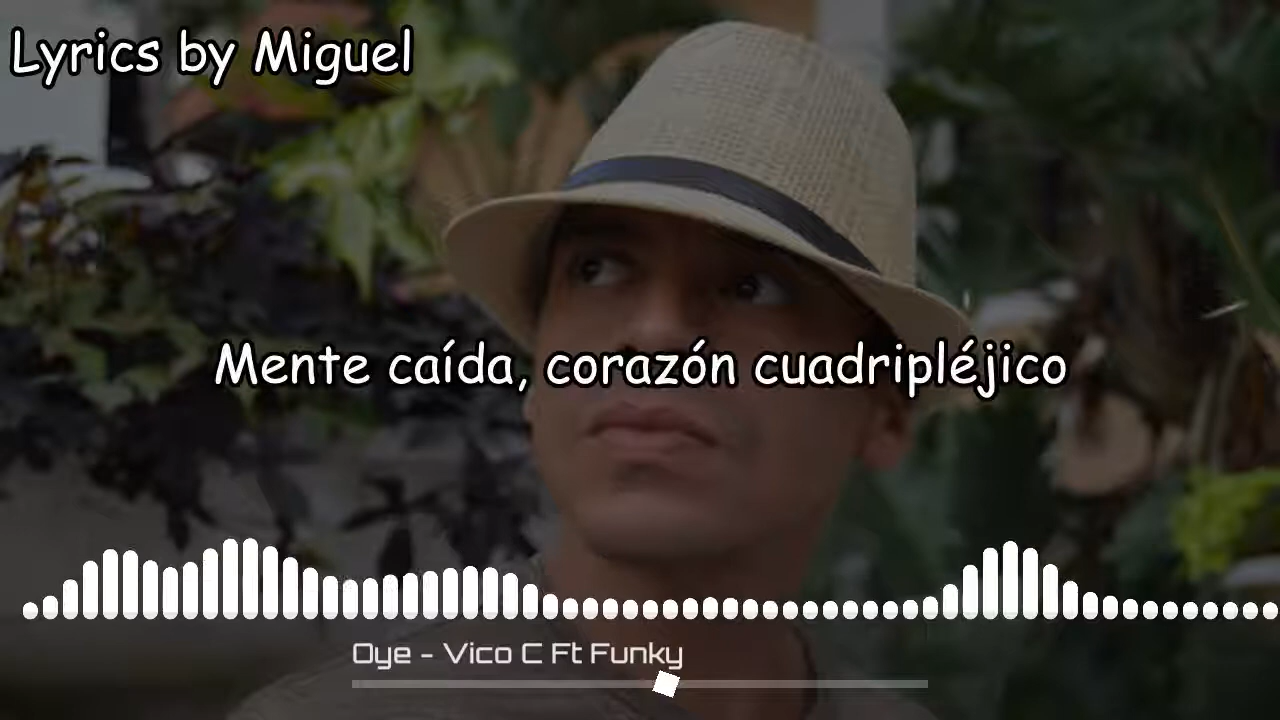 Lyrics by Miguel
Mente caída, corazón cuadripléjico
Oye - Vico C Ft Funky